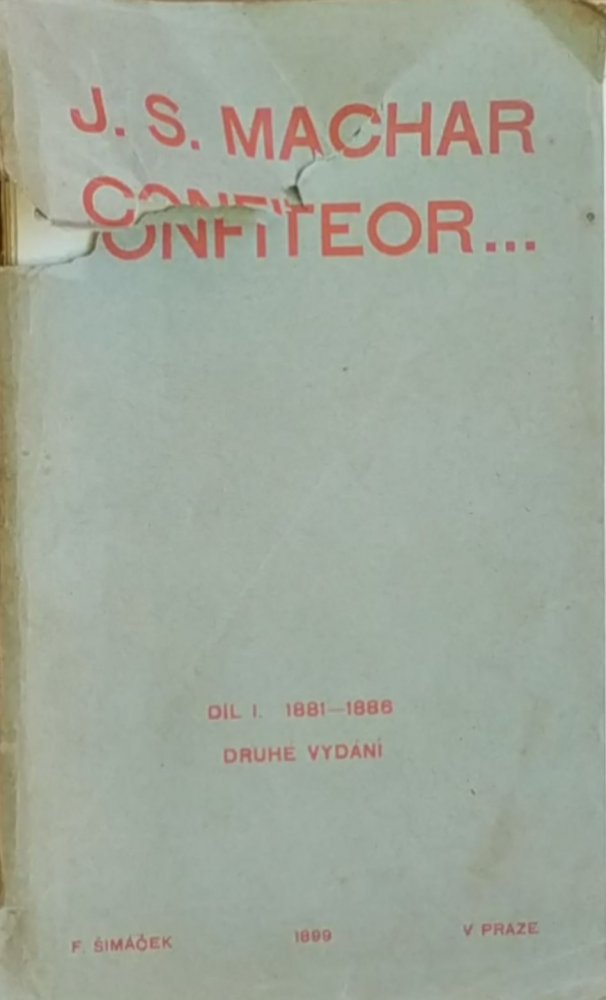 J. S. MACHAR
CONFITEOR...
DÍL I. 1881–1886
DRUHÉ VYDÁNÍ
F. ŠIMÁČEK 1899 V PRAZE